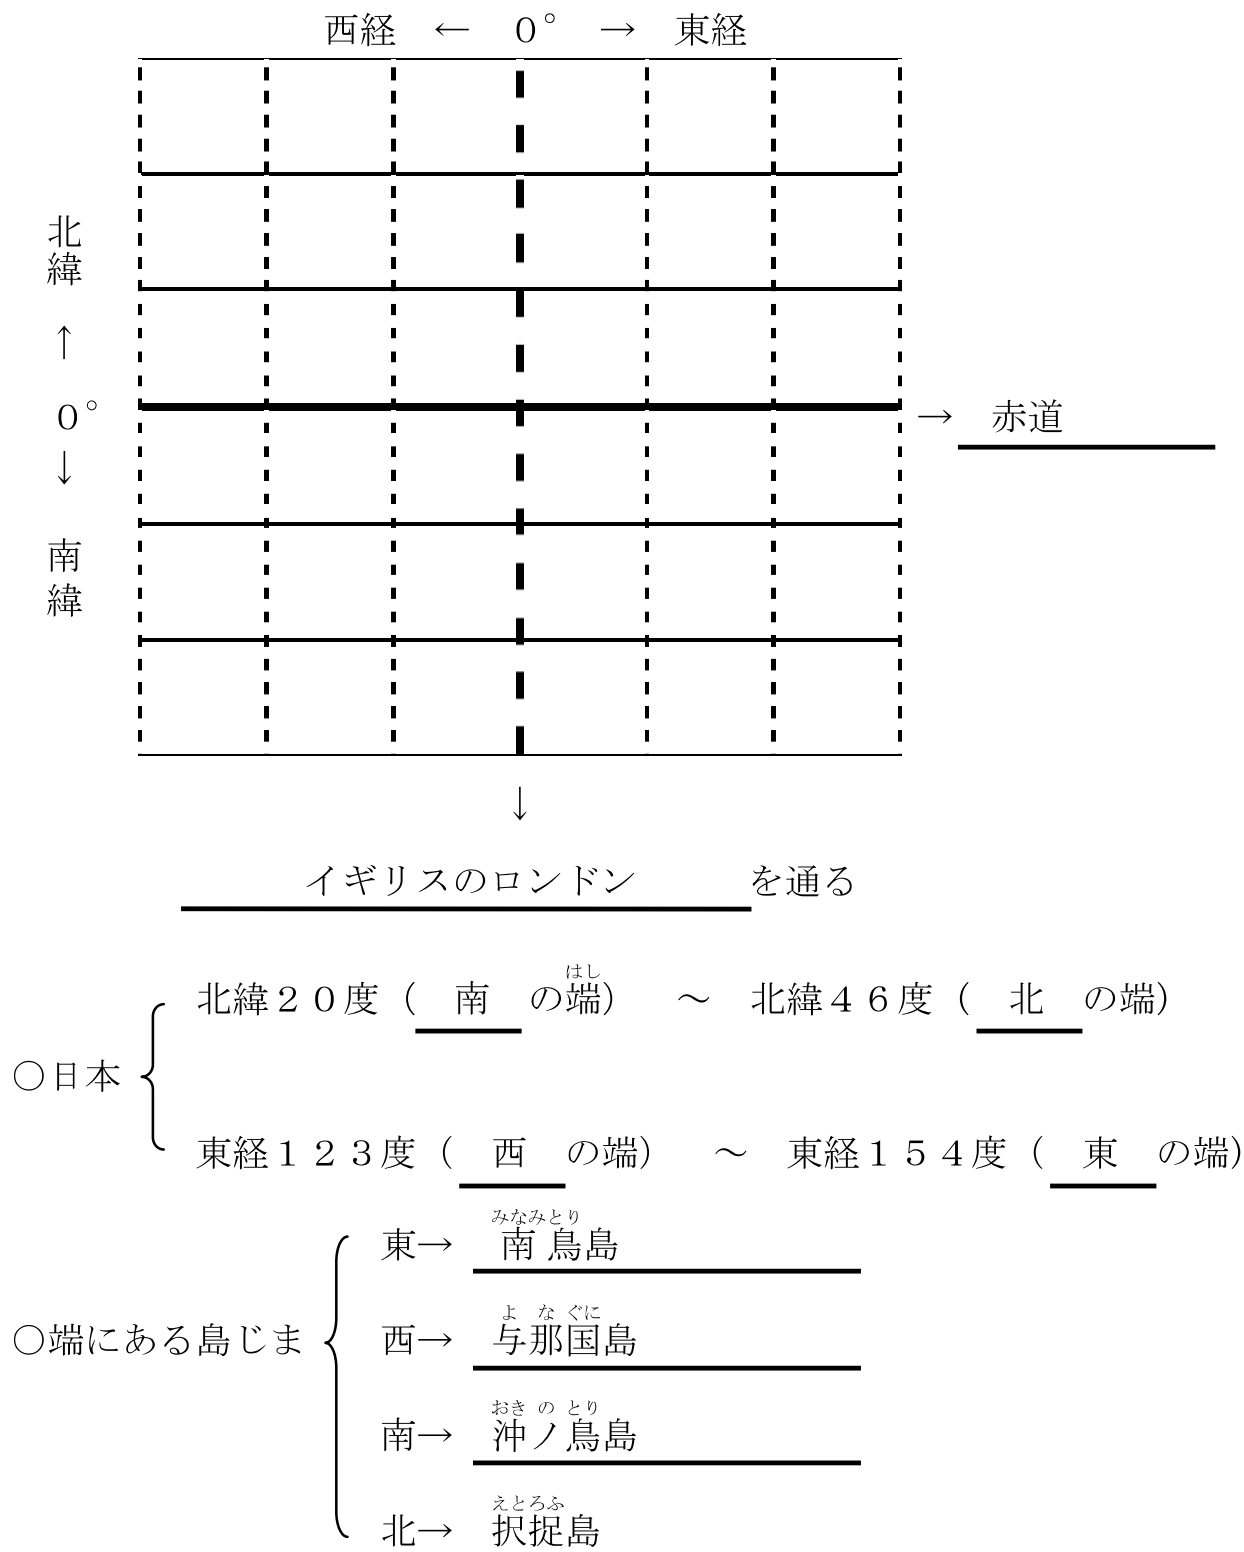 西経 ← ０° → 東経
北緯
↑
０°
↓
南緯
→ 赤道
↓
イギリスのロンドン を通る
はし
北緯２０度（ 南 の端） ～ 北緯４６度（ 北 の端）
○日本
東経１２３度（ 西 の端） ～ 東経１５４度（ 東 の端）
みなみとり
東→ 南鳥島
よ な ぐに
○端にある島じま 西→ 与那国島
おき の とり
南→ 沖ノ鳥島
えとろふ
北→ 択捉島